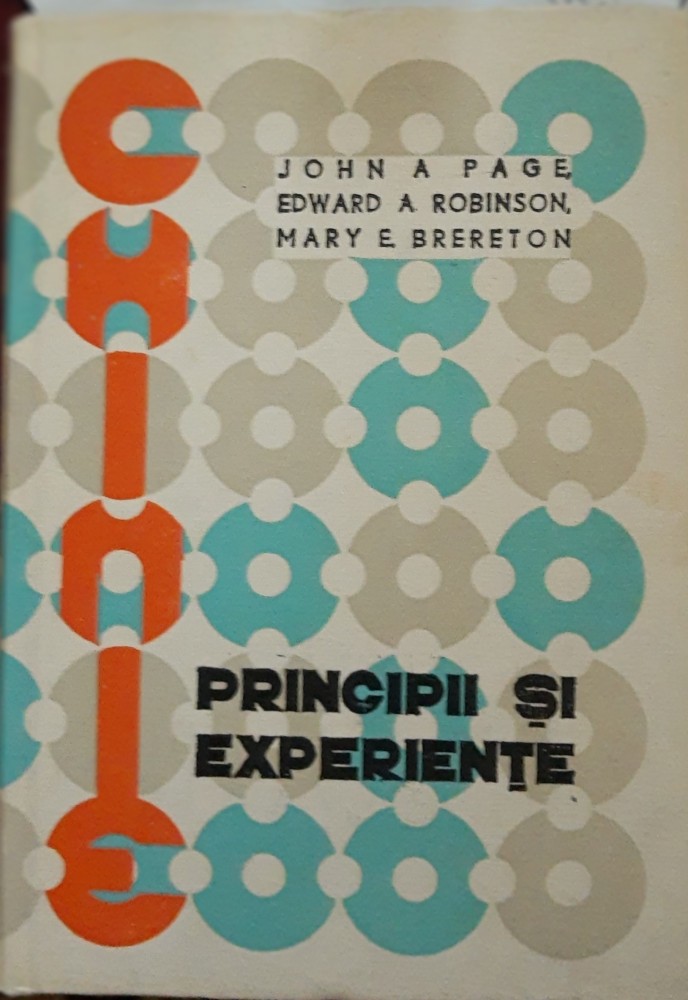 JOHN A PAGE,
EDWARD A. ROBINSON,
MARY E. BRERETON
CHIMIE
PRINCIPII ȘI
EXPERIENȚE